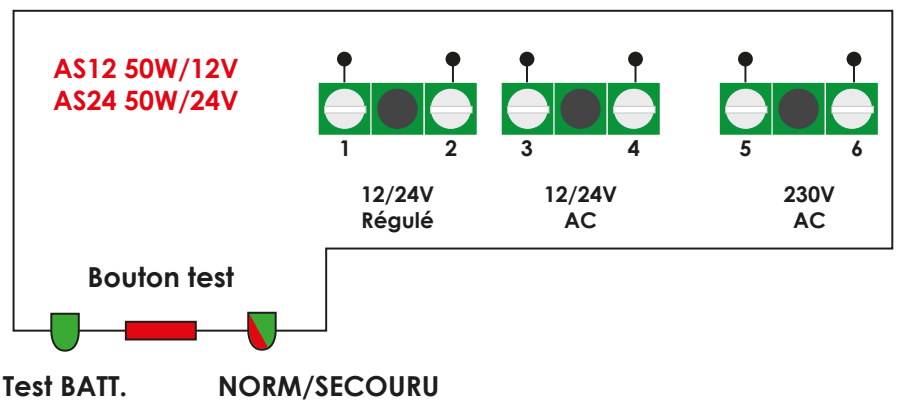 AS12 50W/12V
AS24 50W/24V
1 2 3 4 5 6
12/24V 12/24V 230V
Régulé AC AC
Bouton test
Test BATT. NORM/SECOURU